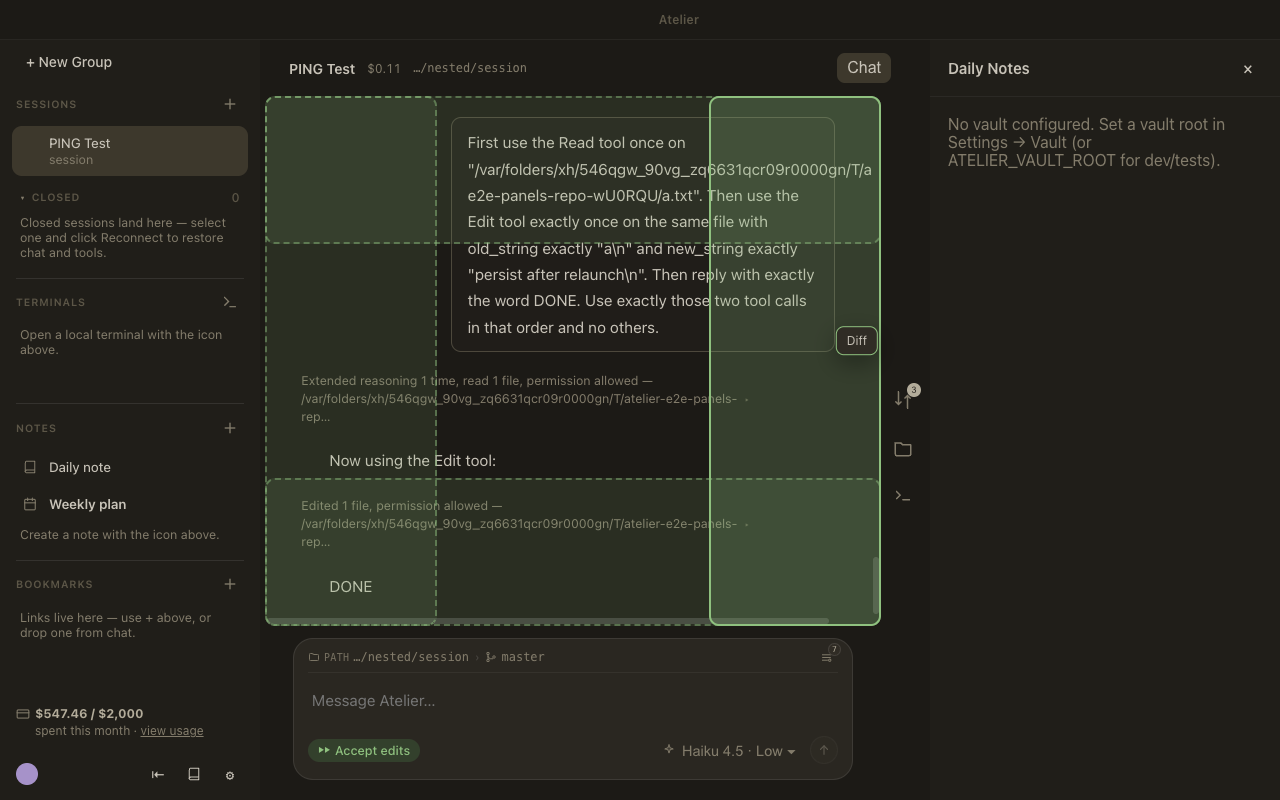 Atelier
+ New Group
SESSIONS
PING Test
session
CLOSED 0
Closed sessions land here — select
one and click Reconnect to restore
chat and tools.
TERMINALS
Open a local terminal with the icon
above.
NOTES
Daily note
Weekly plan
Create a note with the icon above.
BOOKMARKS
Links live here — use + above, or
drop one from chat.
$547.46 / $2,000
spent this month · view usage
PING Test $0.11 …/nested/session
Chat
First use the Read tool once on
"/var/folders/xh/546qgw_90vg_zq6631qcr09r0000gn/T/a
e2e-panels-repo-wU0RQU/a.txt". Then use the
Edit tool exactly once on the same file with
old_string exactly "a\n" and new_string exactly
"persist after relaunch\n". Then reply with exactly
the word DONE. Use exactly those two tool calls
in that order and no others.
Diff
Extended reasoning 1 time, read 1 file, permission allowed —
/var/folders/xh/546qgw_90vg_zq6631qcr09r0000gn/T/atelier-e2e-panels- ·
rep…
Now using the Edit tool:
Edited 1 file, permission allowed —
/var/folders/xh/546qgw_90vg_zq6631qcr09r0000gn/T/atelier-e2e-panels- ·
rep…
DONE
3
PATH …/nested/session · master
7
Message Atelier…
Accept edits
Haiku 4.5 · Low
Daily Notes ×
No vault configured. Set a vault root in
Settings → Vault (or
ATELIER_VAULT_ROOT for dev/tests).